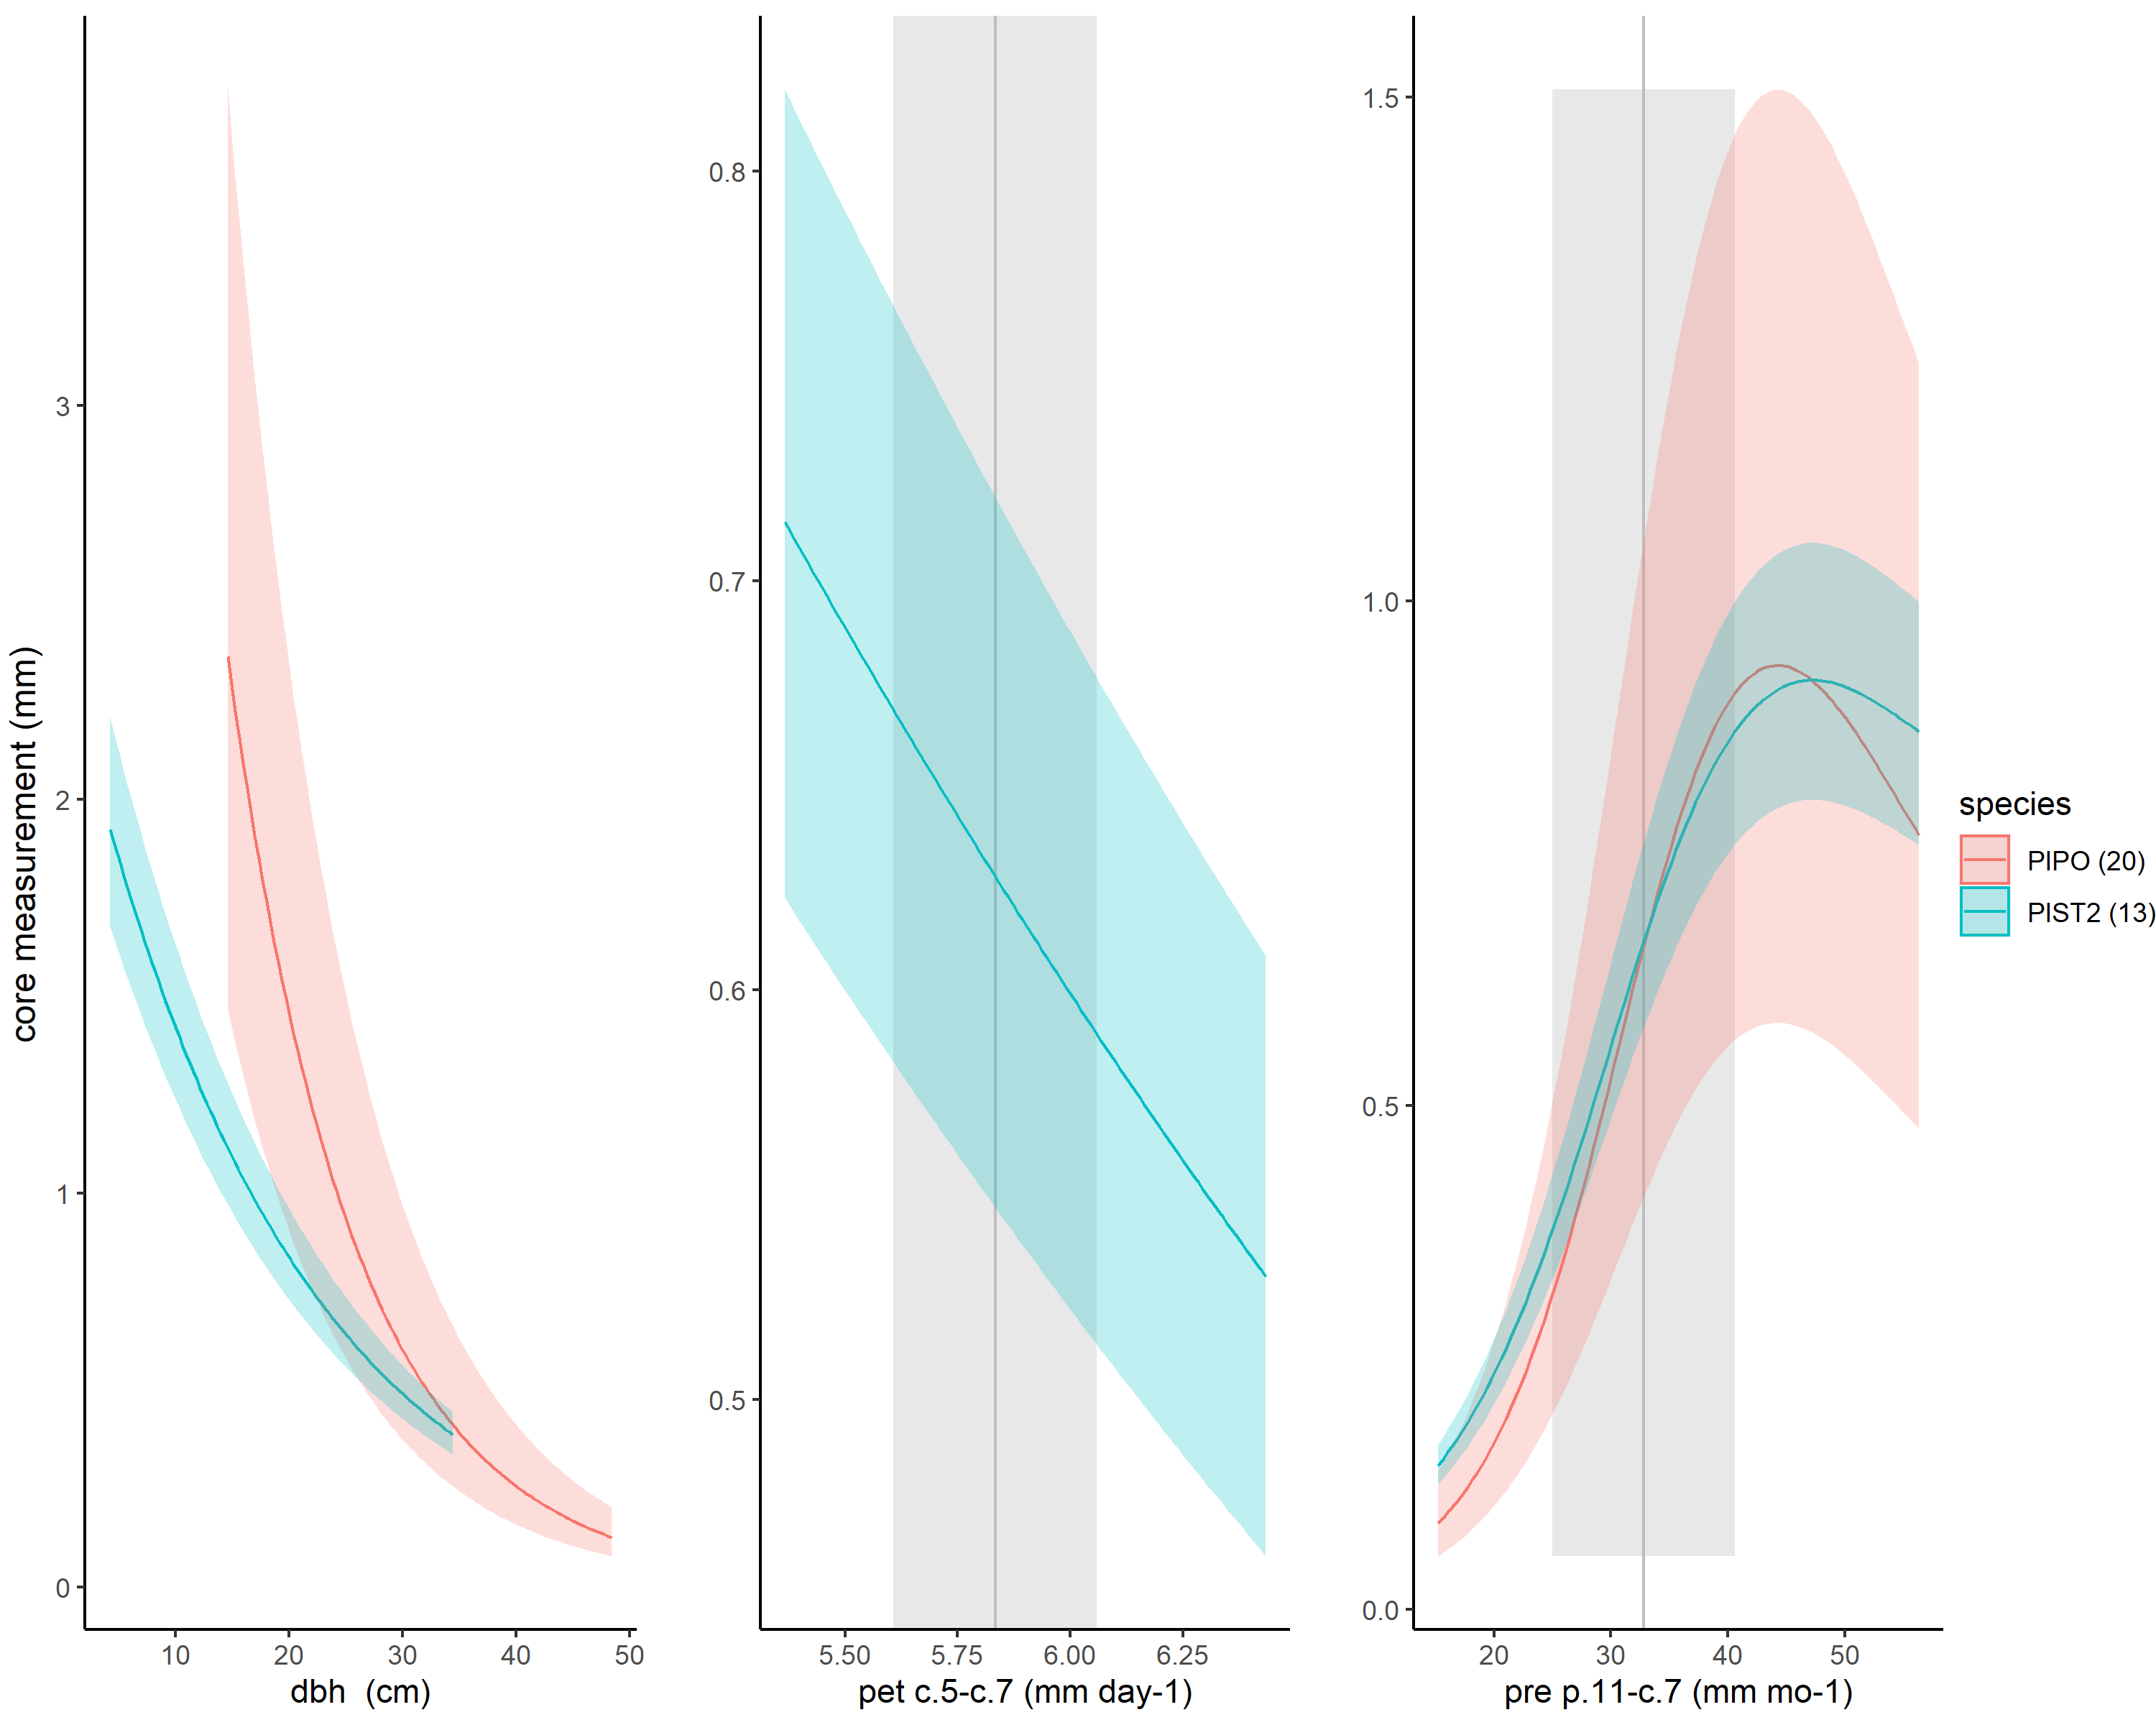 core measurement (mm)
3
2
1
0
10 20 30 40 50
dbh  (cm)
0.8
0.7
0.6
0.5
5.50 5.75 6.00 6.25
pet c.5-c.7 (mm day-1)
1.5
1.0
0.5
0.0
20 30 40 50
pre p.11-c.7 (mm mo-1)
species
PIPO (20)
PIST2 (13)